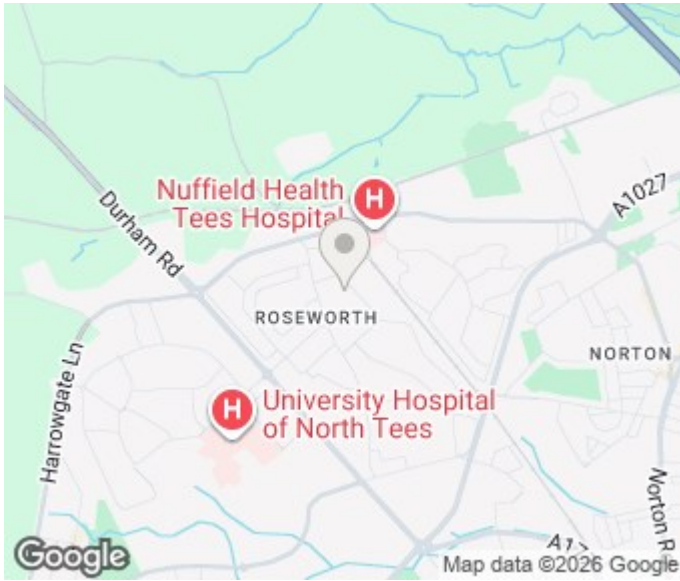 Nuffield Health
Tees Hospital
H
A1027
Durham Rd
ROSEWORTH
NORTON
Harrowgate Ln
H
University Hospital
of North Tees
Norton R
A1
Google
Map data ©2026 Google